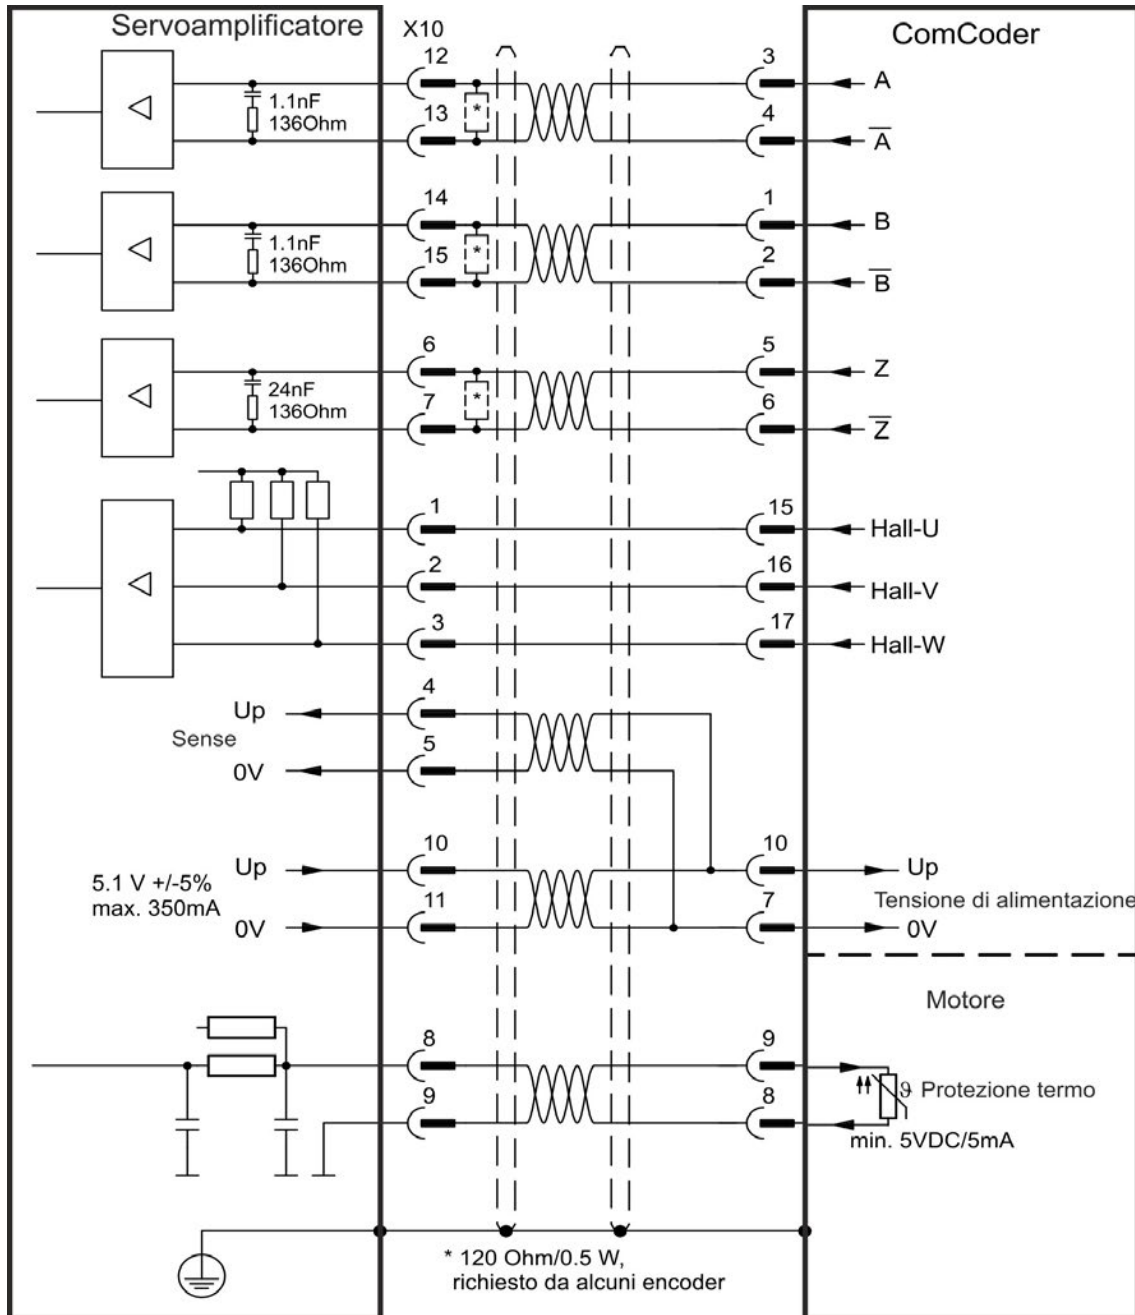 Servoamplificatore
X10
ComCoder
12
3
A
1.1nF
136Ohm
*
13
4
A
14
1
B
1.1nF
136Ohm
*
15
2
B
6
5
Z
24nF
136Ohm
*
7
6
Z
1
15
Hall-U
2
16
Hall-V
3
17
Hall-W
4
Up
Sense
5
0V
10
10
Up
Up
5.1 V +/-5%
max. 350mA
Tensione di alimentazione
11
7
0V
0V
Motore
8
9
ϑ Protezione termo
9
8
min. 5VDC/5mA
* 120 Ohm/0.5 W,
richiesto da alcuni encoder